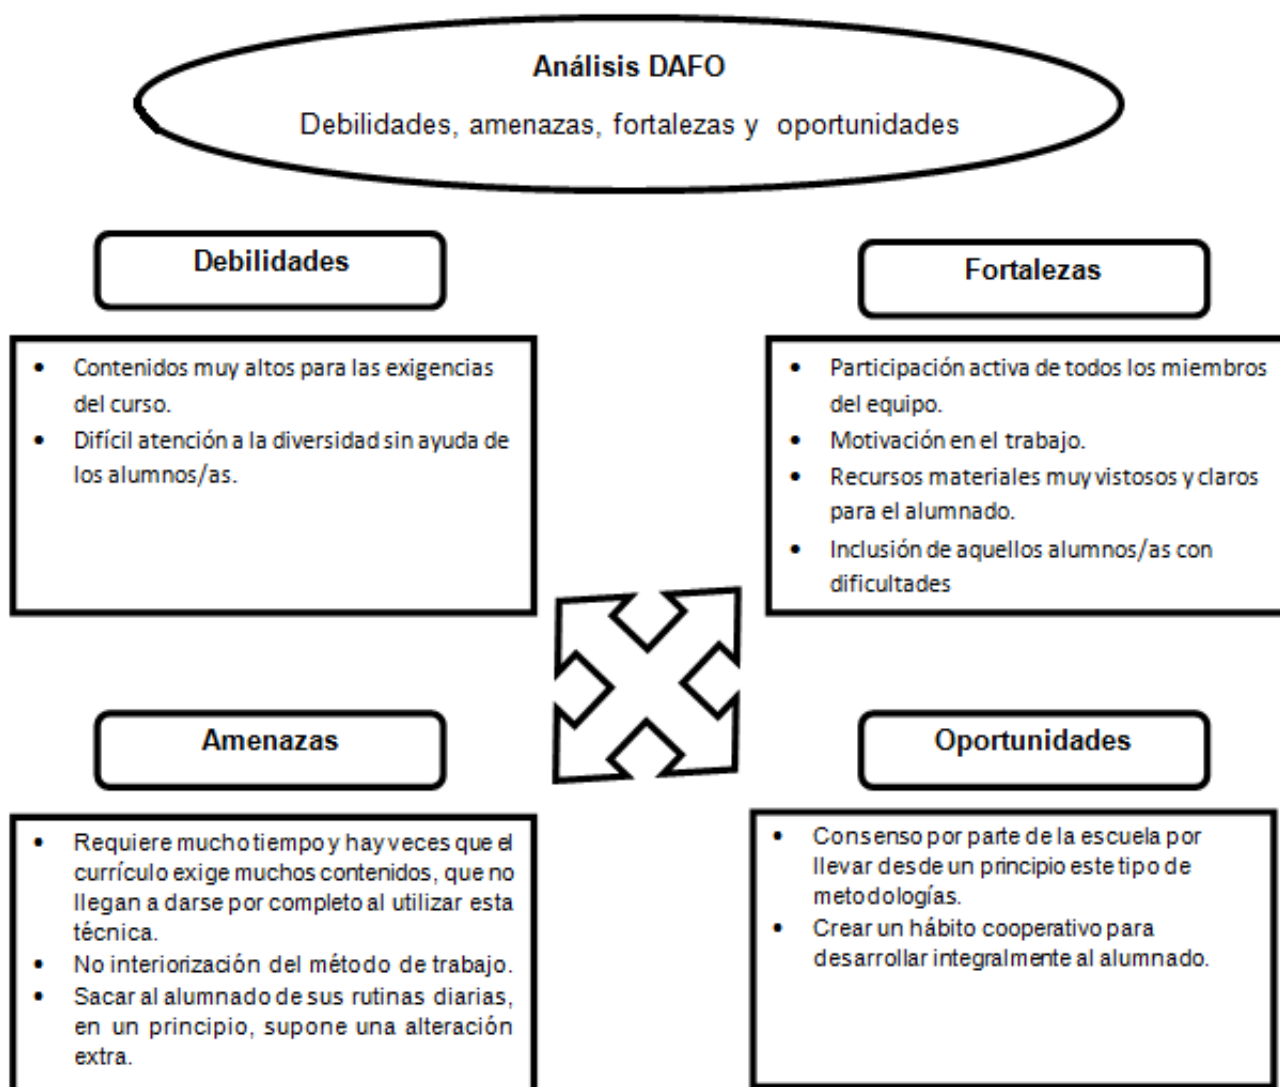 Análisis DAFO
Debilidades, amenazas, fortalezas y oportunidades
Debilidades
• Contenidos muy altos para las exigencias
del curso.
• Difícil atención a la diversidad sin ayuda de
los alumnos/as.
Fortalezas
• Participación activa de todos los miembros
del equipo.
• Motivación en el trabajo.
• Recursos materiales muy vistosos y claros
para el alumnado.
• Inclusión de aquellos alumnos/as con
dificultades
Amenazas
• Requiere mucho tiempo y hay veces que el
currículo exige muchos contenidos, que no
llegan a darse por completo al utilizar esta
técnica.
• No interiorización del método de trabajo.
• Sacar al alumnado de sus rutinas diarias,
en un principio, supone una alteración
extra.
Oportunidades
• Consenso por parte de la escuela por
llevar desde un principio este tipo de
metodologías.
• Crear un hábito cooperativo para
desarrollar integralmente al alumnado.